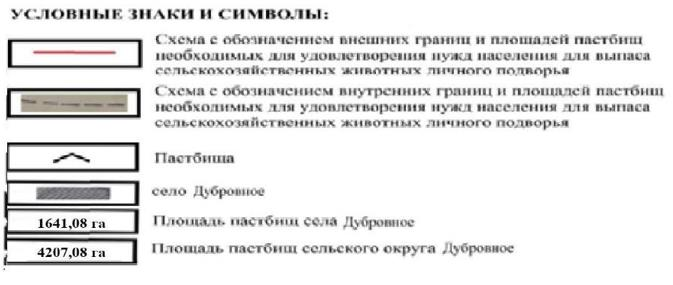 УСЛОВНЫЕ ЗНАКИ И СИМВОЛЫ:
Схема с обозначением внешних границ и площадей пастбищ
необходимых для удовлетворения нужд населения для выпаса
сельскохозяйственных животных личного подворья
Схема с обозначением внутренних границ и площадей пастбищ
необходимых для удовлетворения нужд населения для выпаса
сельскохозяйственных животных личного подворья
Пастбища
село Дубровное
1641,08 га Площадь пастбищ села Дубровное
4207,08 га Площадь пастбищ сельского округа Дубровное